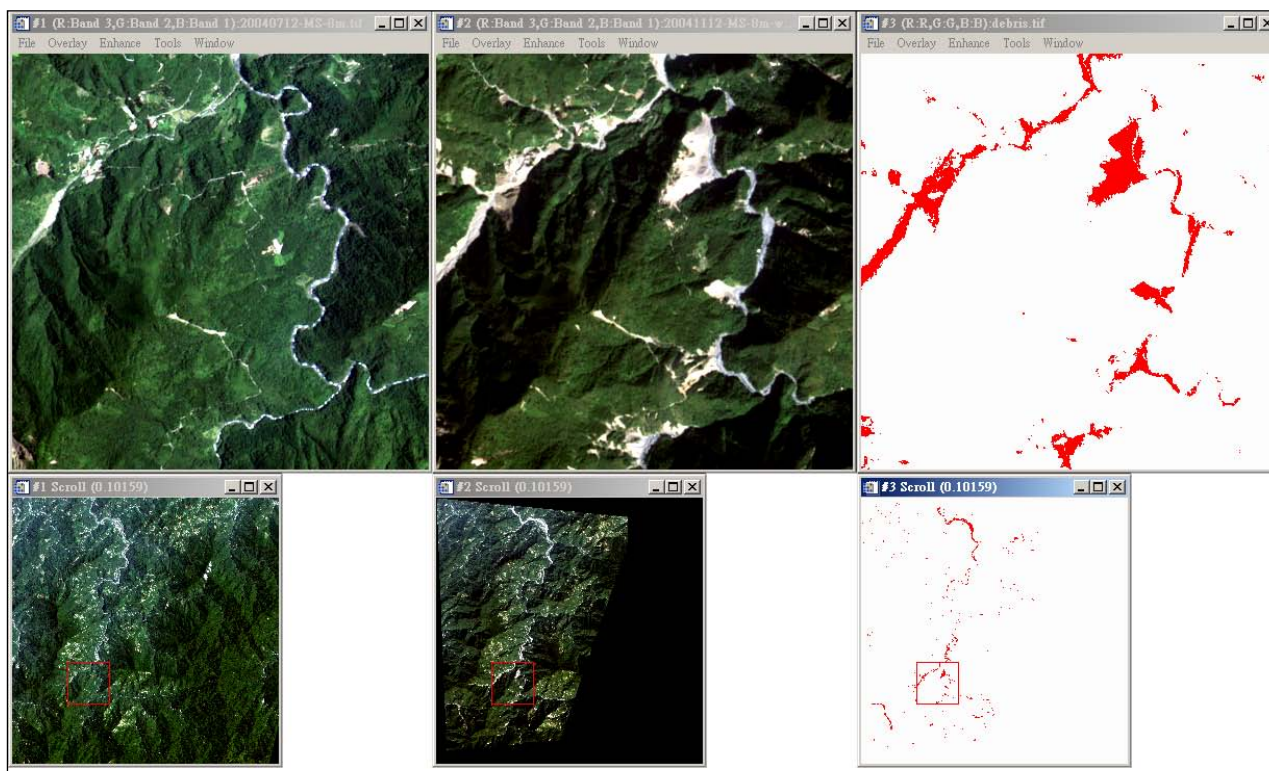 #1 (R:Band 3,G:Band 2,B:Band 1):20040712-MS-8m.tif
File Overlay Enhance Tools Window
#2 (R:Band 3,G:Band 2,B:Band 1):20041112-MS-8m-w...
File Overlay Enhance Tools Window
#3 (R:R,G:G,B:B):debris.tif
File Overlay Enhance Tools Window
#1 Scroll (0.10159)
#2 Scroll (0.10159)
#3 Scroll (0.10159)